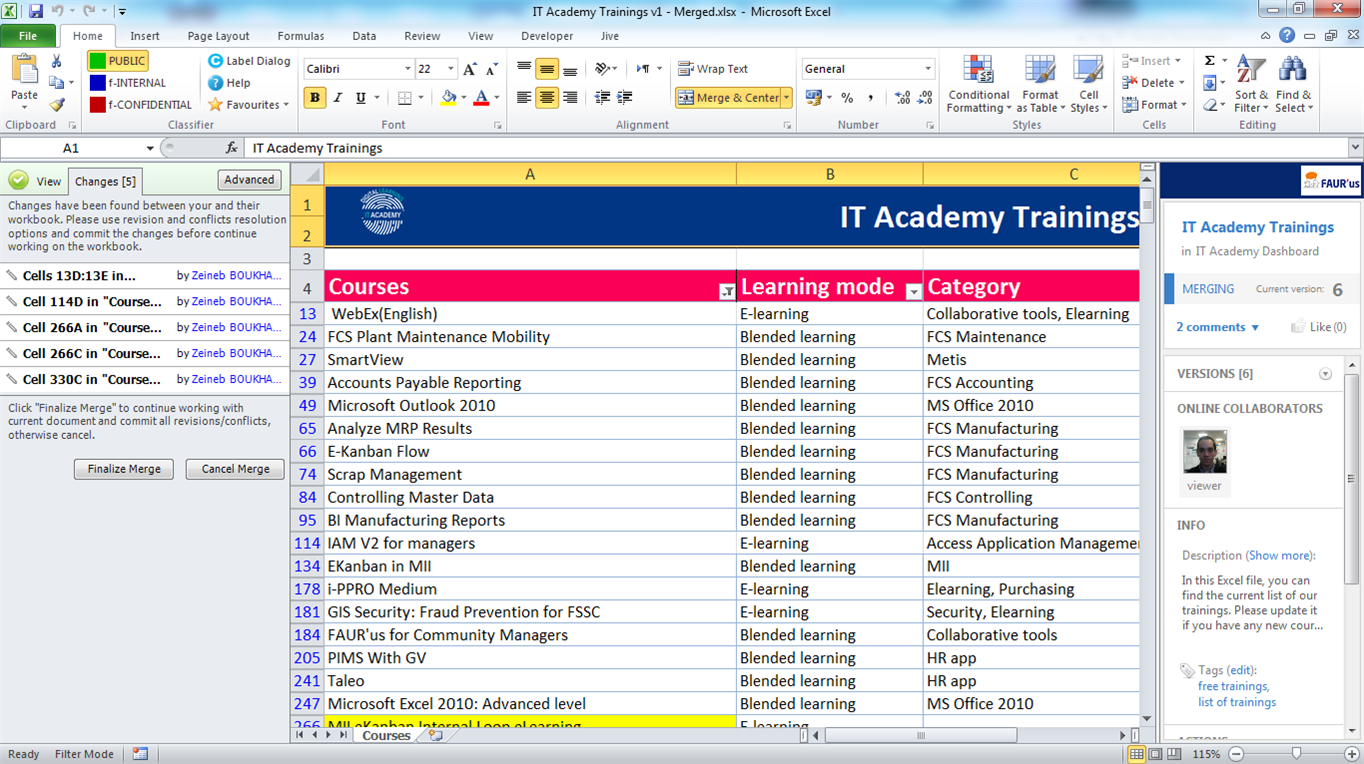 IT Academy Trainings v1 - Merged.xlsx - Microsoft Excel
File Home Insert Page Layout Formulas Data Review View Developer Jive
Paste
PUBLIC
f-INTERNAL
f-CONFIDENTIAL
Label Dialog
Help
Favourites
Calibri 22
B I U
Wrap Text
Merge & Center
General
Conditional Formatting
Format as Table
Cell Styles
Insert
Delete
Format
Sort & Filter
Find & Select
Clipboard Classifier Font Alignment Number Styles Cells Editing
A1 fx IT Academy Trainings
View Changes [5] Advanced
Changes have been found between your and their
workbook. Please use revision and conflicts resolution
options and commit the changes before continue
working on the workbook.
Cells 13D:13E in... by Zeineb BOUKHA...
Cell 114D in "Course... by Zeineb BOUKHA...
Cell 266A in "Course... by Zeineb BOUKHA...
Cell 266C in "Course... by Zeineb BOUKHA...
Cell 330C in "Course... by Zeineb BOUKHA...
Click "Finalize Merge" to continue working with
current document and commit all revisions/conflicts,
otherwise cancel.
Finalize Merge Cancel Merge
A B C
1
2
IT ACADEMY
IT Academy Trainings
3
4 Courses Learning mode Category
13 WebEx(English) E-learning Collaborative tools, Elearning
24 FCS Plant Maintenance Mobility Blended learning FCS Maintenance
27 SmartView Blended learning Metis
39 Accounts Payable Reporting Blended learning FCS Accounting
49 Microsoft Outlook 2010 Blended learning MS Office 2010
65 Analyze MRP Results Blended learning FCS Manufacturing
66 E-Kanban Flow Blended learning FCS Manufacturing
74 Scrap Management Blended learning FCS Manufacturing
84 Controlling Master Data Blended learning FCS Controlling
95 BI Manufacturing Reports Blended learning FCS Manufacturing
114 IAM V2 for managers E-learning Access Application Managemen
134 EKanban in MII Blended learning MII
178 i-PPRO Medium E-learning Elearning, Purchasing
181 GIS Security: Fraud Prevention for FSSC E-learning Security, Elearning
184 FAUR'us for Community Managers Blended learning Collaborative tools
205 PIMS With GV Blended learning HR app
241 Taleo Blended learning HR app
247 Microsoft Excel 2010: Advanced level Blended learning MS Office 2010
266 MII eKanban Internal Loop eLearning E-learning
Courses
FAUR'us
IT Academy Trainings
in IT Academy Dashboard
MERGING Current version: 6
2 comments Like (0)
VERSIONS [6]
ONLINE COLLABORATORS
viewer
INFO
Description (Show more):
In this Excel file, you can
find the current list of our
trainings. Please update it
if you have any new cour...
Tags (edit):
free trainings,
list of trainings
Ready Filter Mode 115%